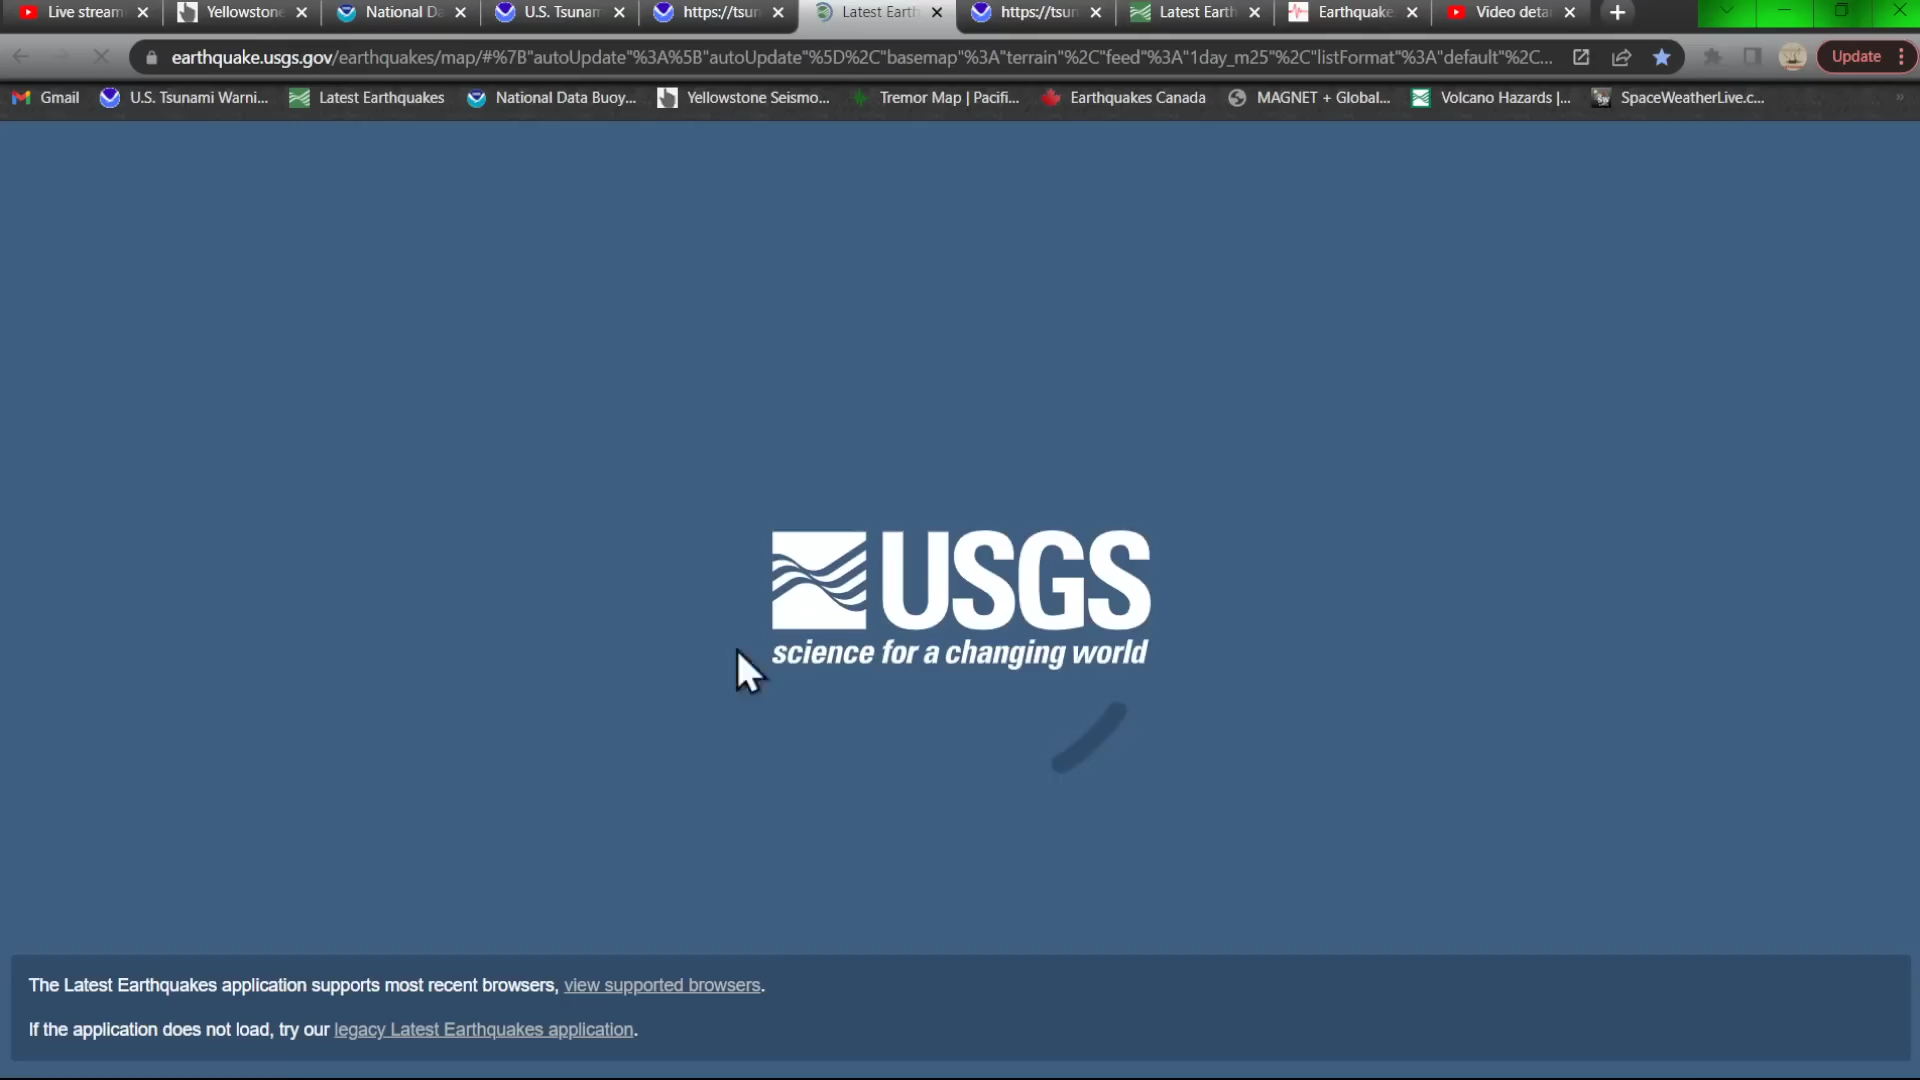 Live stream
Yellowstone
National Da
U.S. Tsunam
https://tsun
Latest Earth
https://tsun
Latest Earth
Earthquake
Video deta
earthquake.usgs.gov/earthquakes/map/#%7B"autoUpdate"%3A%5B"autoUpdate"%5D%2C"basemap"%3A"terrain"%2C"feed"%3A"1day_m25"%2C"listFormat"%3A"default"%2C...
Update
Gmail
U.S. Tsunami Warni...
Latest Earthquakes
National Data Buoy...
Yellowstone Seismo...
Tremor Map | Pacifi...
Earthquakes Canada
MAGNET + Global...
Volcano Hazards |...
SpaceWeatherLive.c...
USGS
science for a changing world
The Latest Earthquakes application supports most recent browsers, view supported browsers.
If the application does not load, try our legacy Latest Earthquakes application.